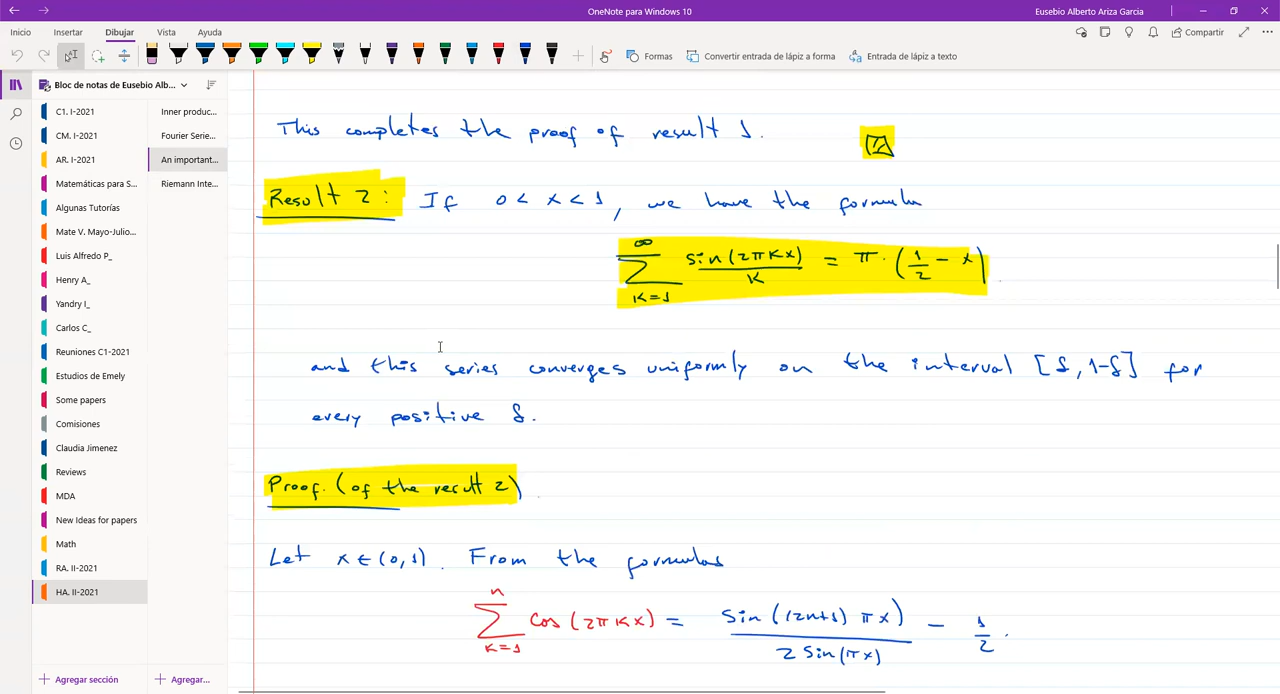 OneNote para Windows 10
Eusebio Alberto Ariza Garcia
Inicio Insertar Dibujar Vista Ayuda
Compartir
Formas Convertir entrada de lápiz a forma Entrada de lápiz a texto
Bloc de notas de Eusebio Alb...
C1. I-2021
CM. I-2021
AR. I-2021
Matemáticas para S...
Algunas Tutorías
Mate V. Mayo-Julio...
Luis Alfredo P_
Henry A_
Yandry I_
Carlos C_
Reuniones C1-2021
Estudios de Emely
Some papers
Comisiones
Claudia Jimenez
Reviews
MDA
New Ideas for papers
Math
RA. II-2021
HA. II-2021
Agregar sección
Inner produc...
Fourier Serie...
An important...
Riemann Inte...
Agregar...
This completes the proof of result 1.
Result 2: If 0 < x < 1, we have the formula
∑_{k=1}^{∞} sin(2πkx)/k = π·(1/2 − x).
and this series converges uniformly on the interval [δ, 1-δ] for
every positive δ.
Proof. (of the result 2).
Let x ∈ (0,1). From the formulas
∑_{k=1}^{n} cos(2πkx) = sin((2n+1)πx)/(2 sin(πx)) − 1/2.